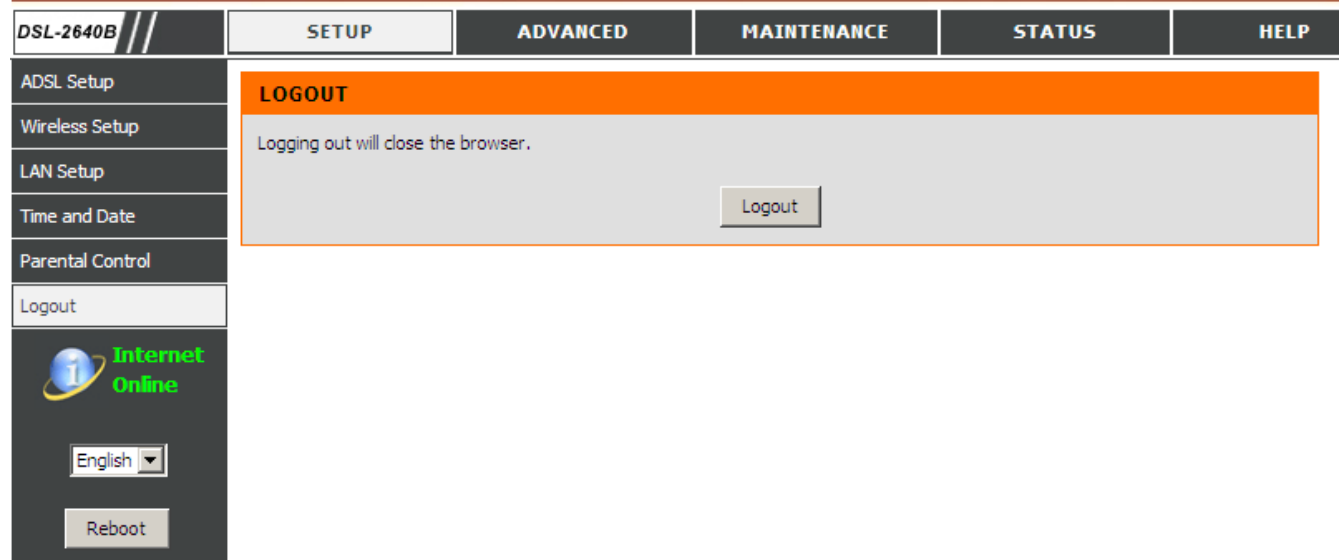 DSL-2640B
SETUP
ADVANCED
MAINTENANCE
STATUS
HELP
ADSL Setup
Wireless Setup
LAN Setup
Time and Date
Parental Control
Logout
Internet
Online
English
Reboot
LOGOUT
Logging out will close the browser.
Logout